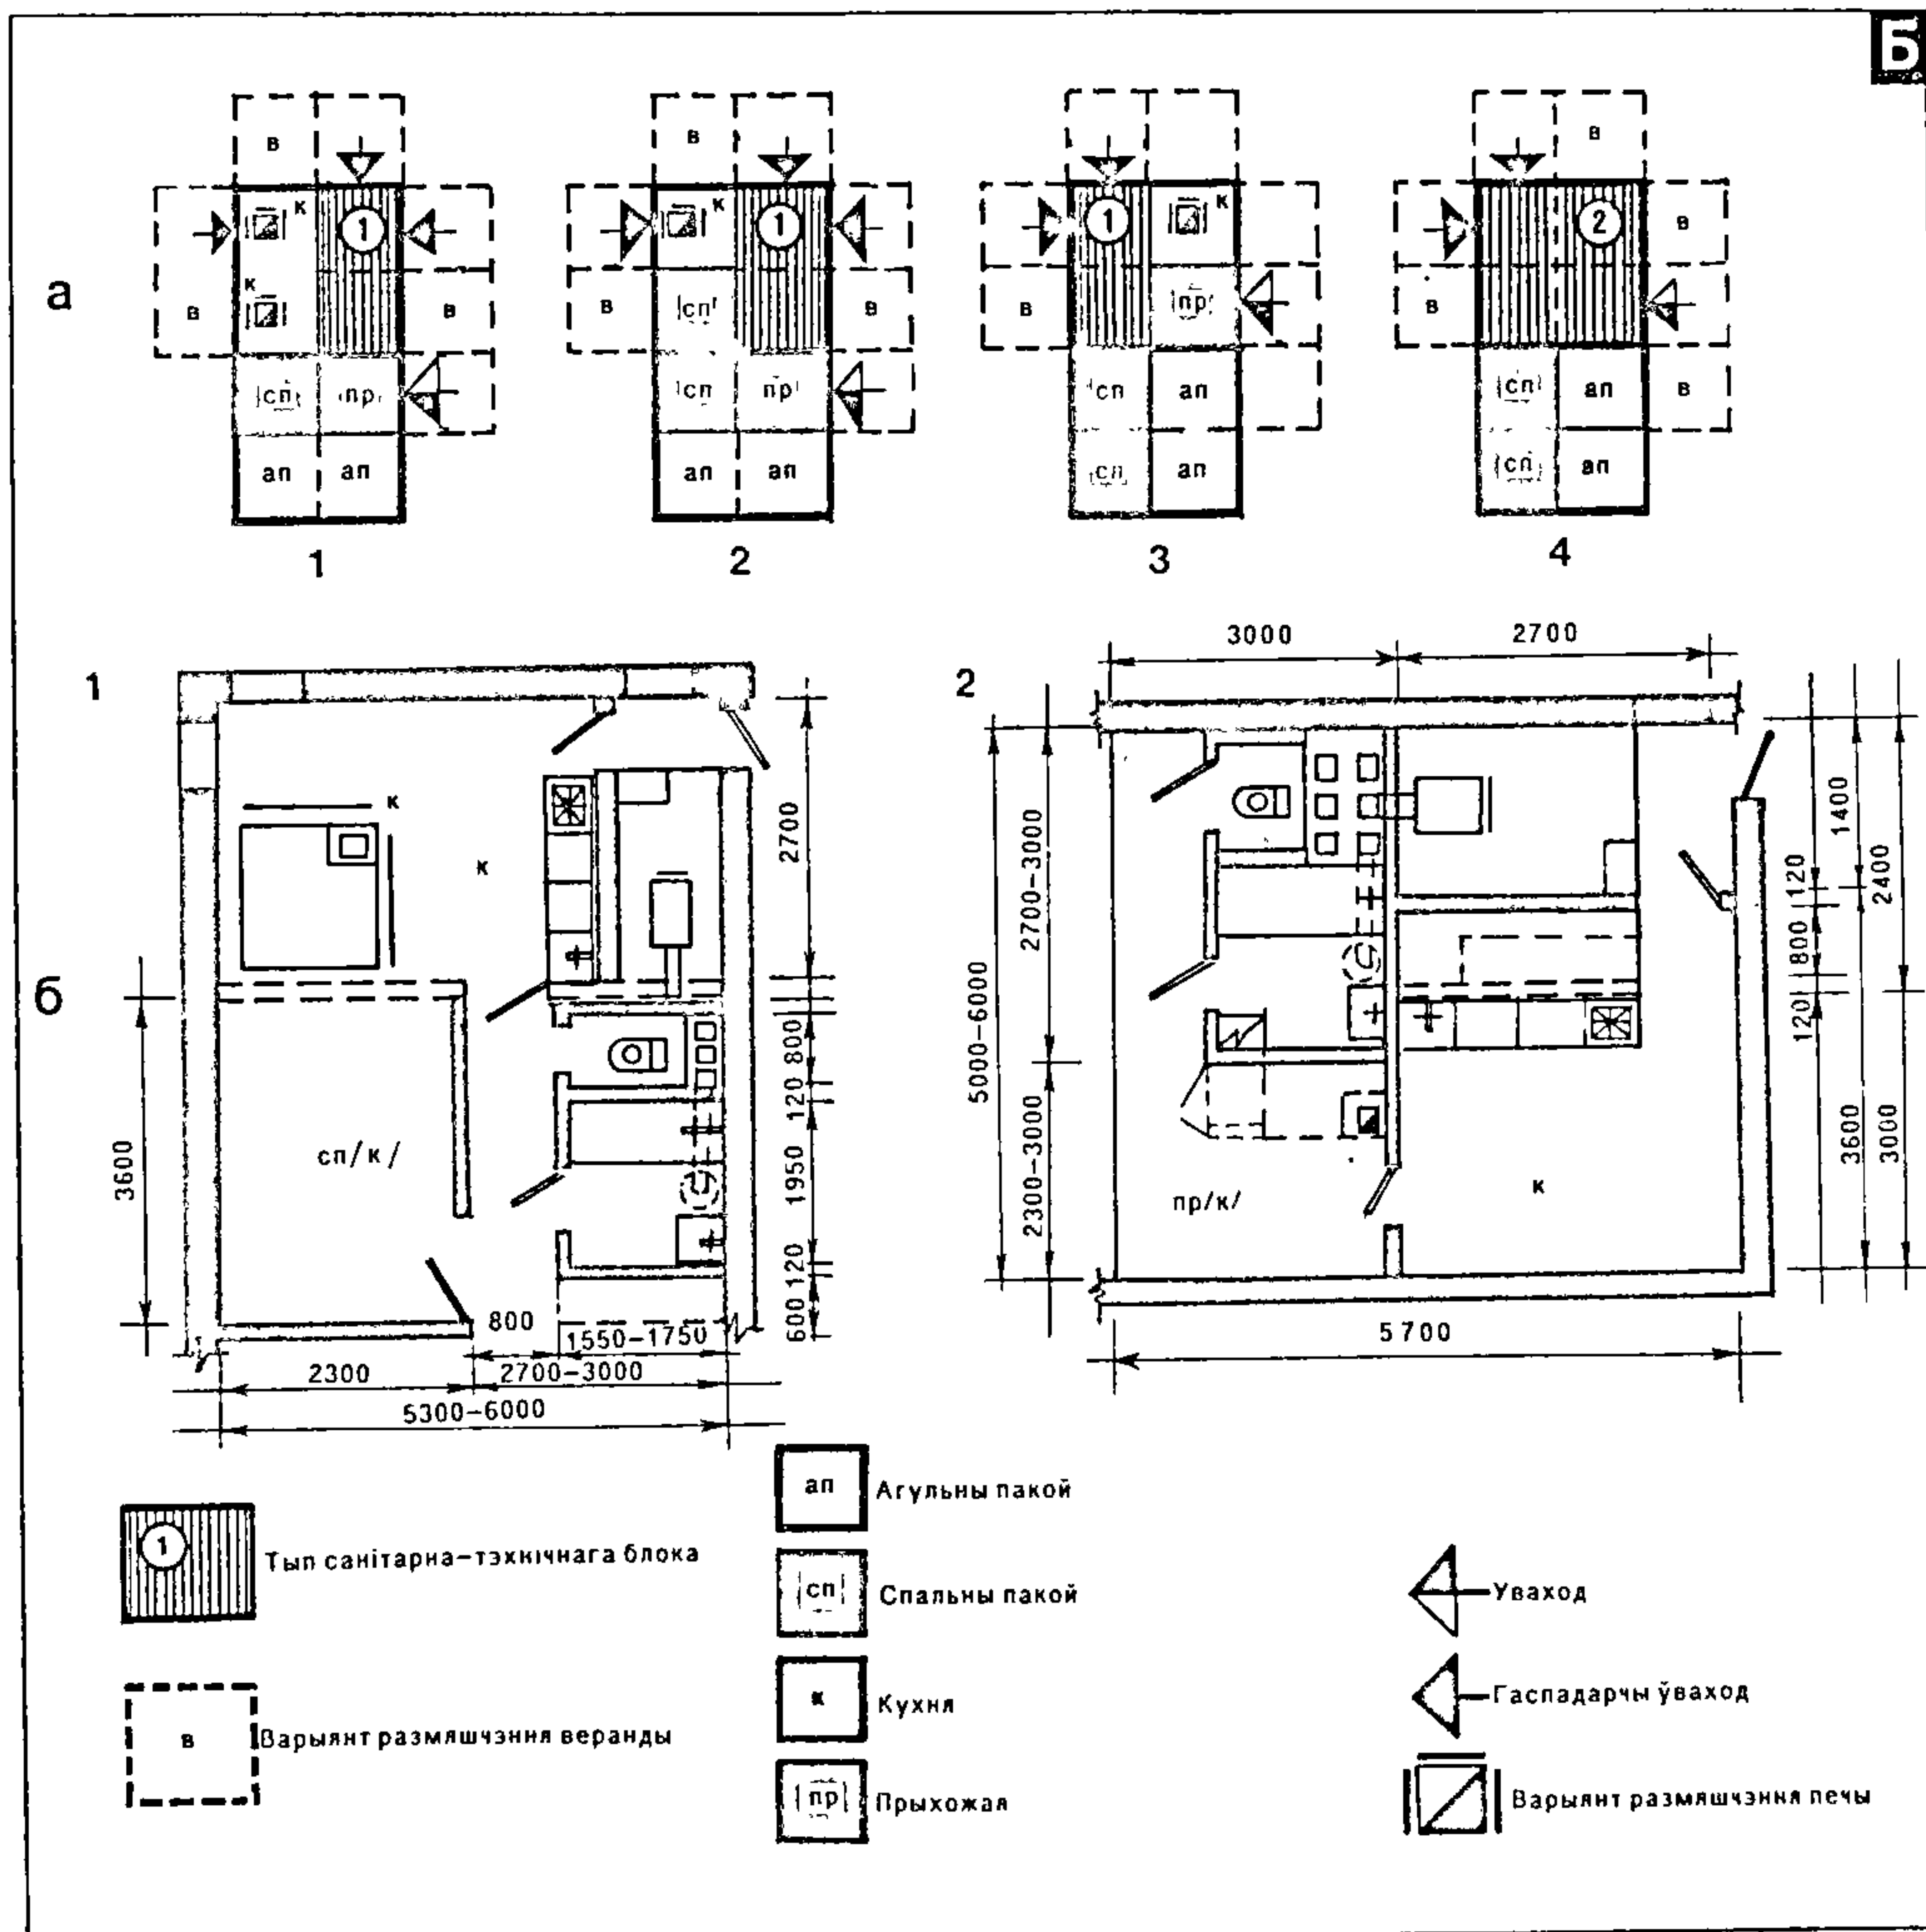 Б
а
в
в
в
в
к
1
к
1
1
к
2
в
к
в
в
сп
в
в
в
пр
в
сп
пр
сп
пр
сп
ап
сп
ап
в
ап
ап
ап
ап
сп
ап
сп
ап
1
2
3
4
б
1
к
к
сп/к/
2700
800
120
1950
120
600
3600
800
1550-1750
2300
2700-3000
5300-6000
2
3000
2700
5000-6000
2700-3000
2300-3000
1400
120
2400
800
120
3600
3000
пр/к/
к
5700
1
Тып санітарна-тэхнічнага блока
в
Варыянт размяшчэння веранды
ап
Агульны пакой
сп
Спальны пакой
к
Кухня
пр
Прыхожая
Уваход
Гаспадарчы ўваход
Варыянт размяшчэння печы